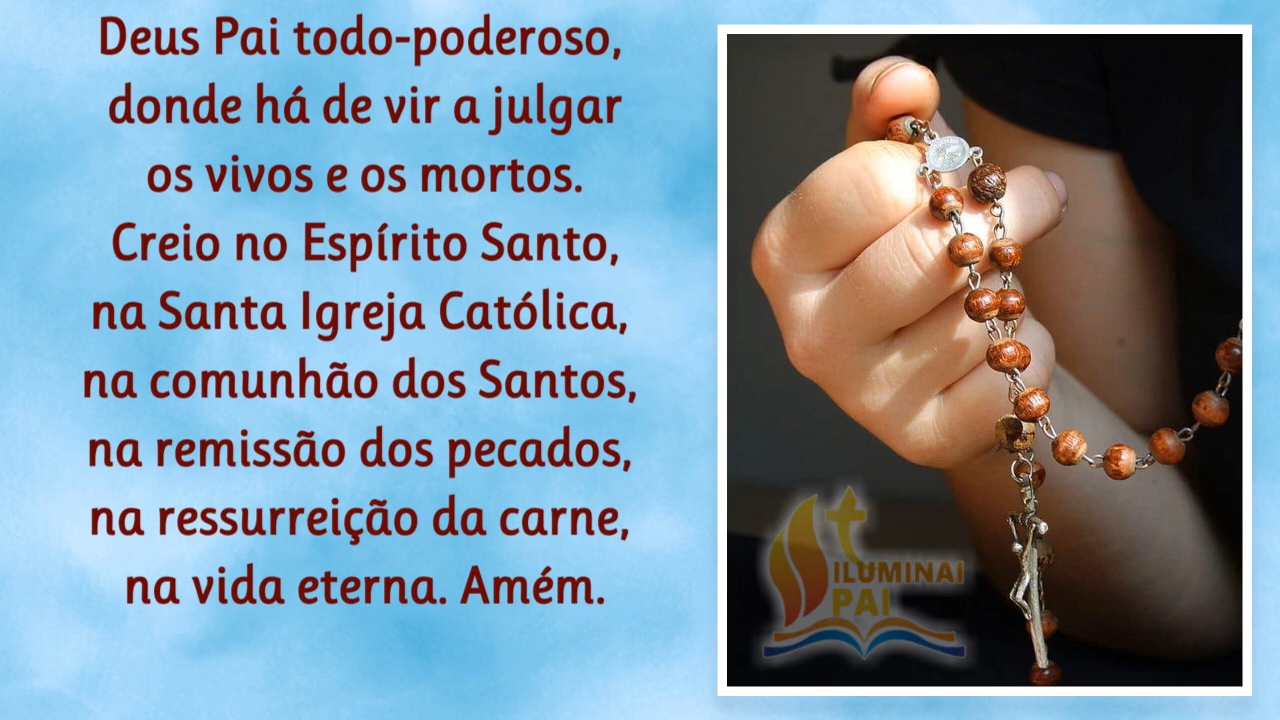 Deus Pai todo-poderoso,
donde há de vir a julgar
os vivos e os mortos.
Creio no Espírito Santo,
na Santa Igreja Católica,
na comunhão dos Santos,
na remissão dos pecados,
na ressurreição da carne,
na vida eterna. Amém.
ILUMINAI
PAI